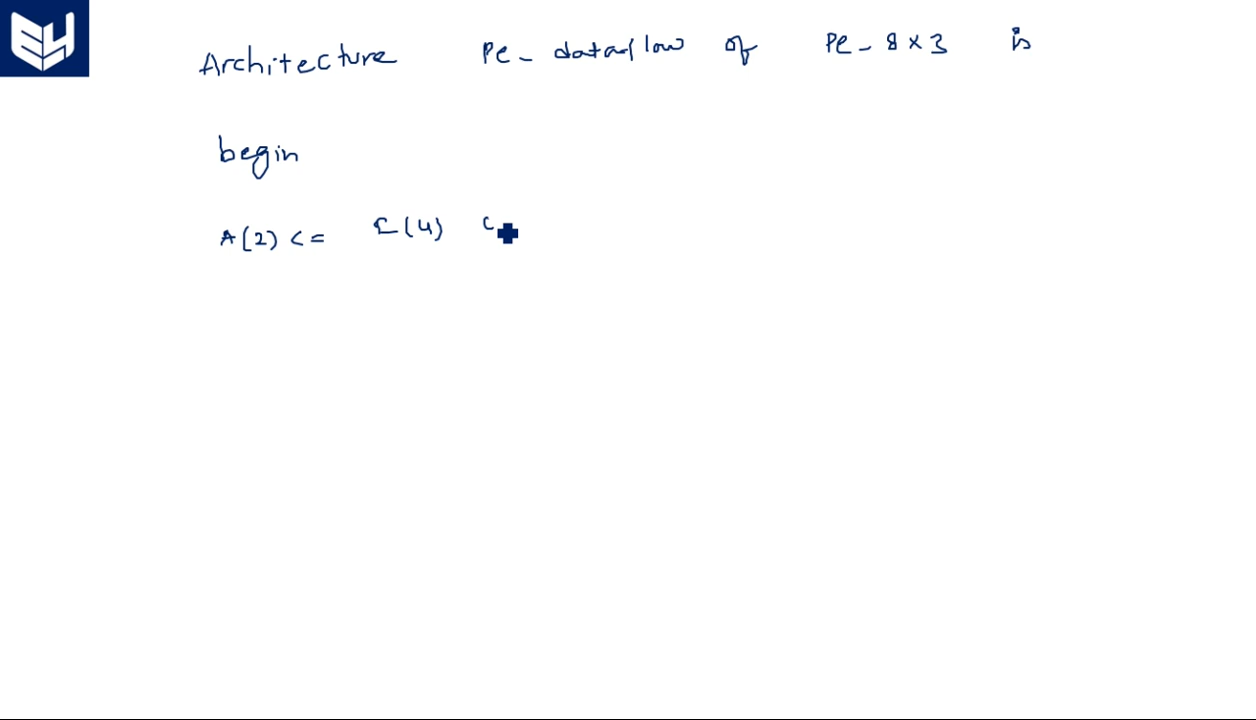 Architecture PE_dataflow of PE_8x3 is
begin
A(2) <= I(4)